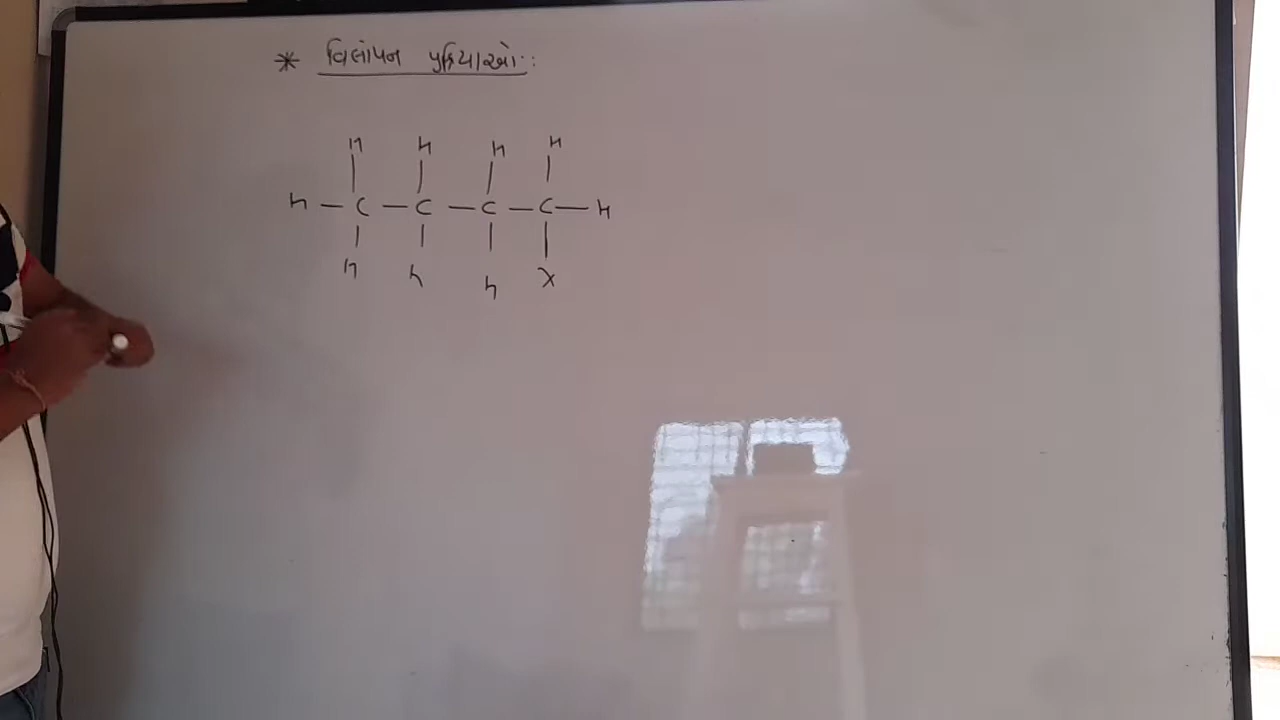 * વિલોપન પ્રક્રિયાઓ :
H H H H
H – C – C – C – C – H
H H H X